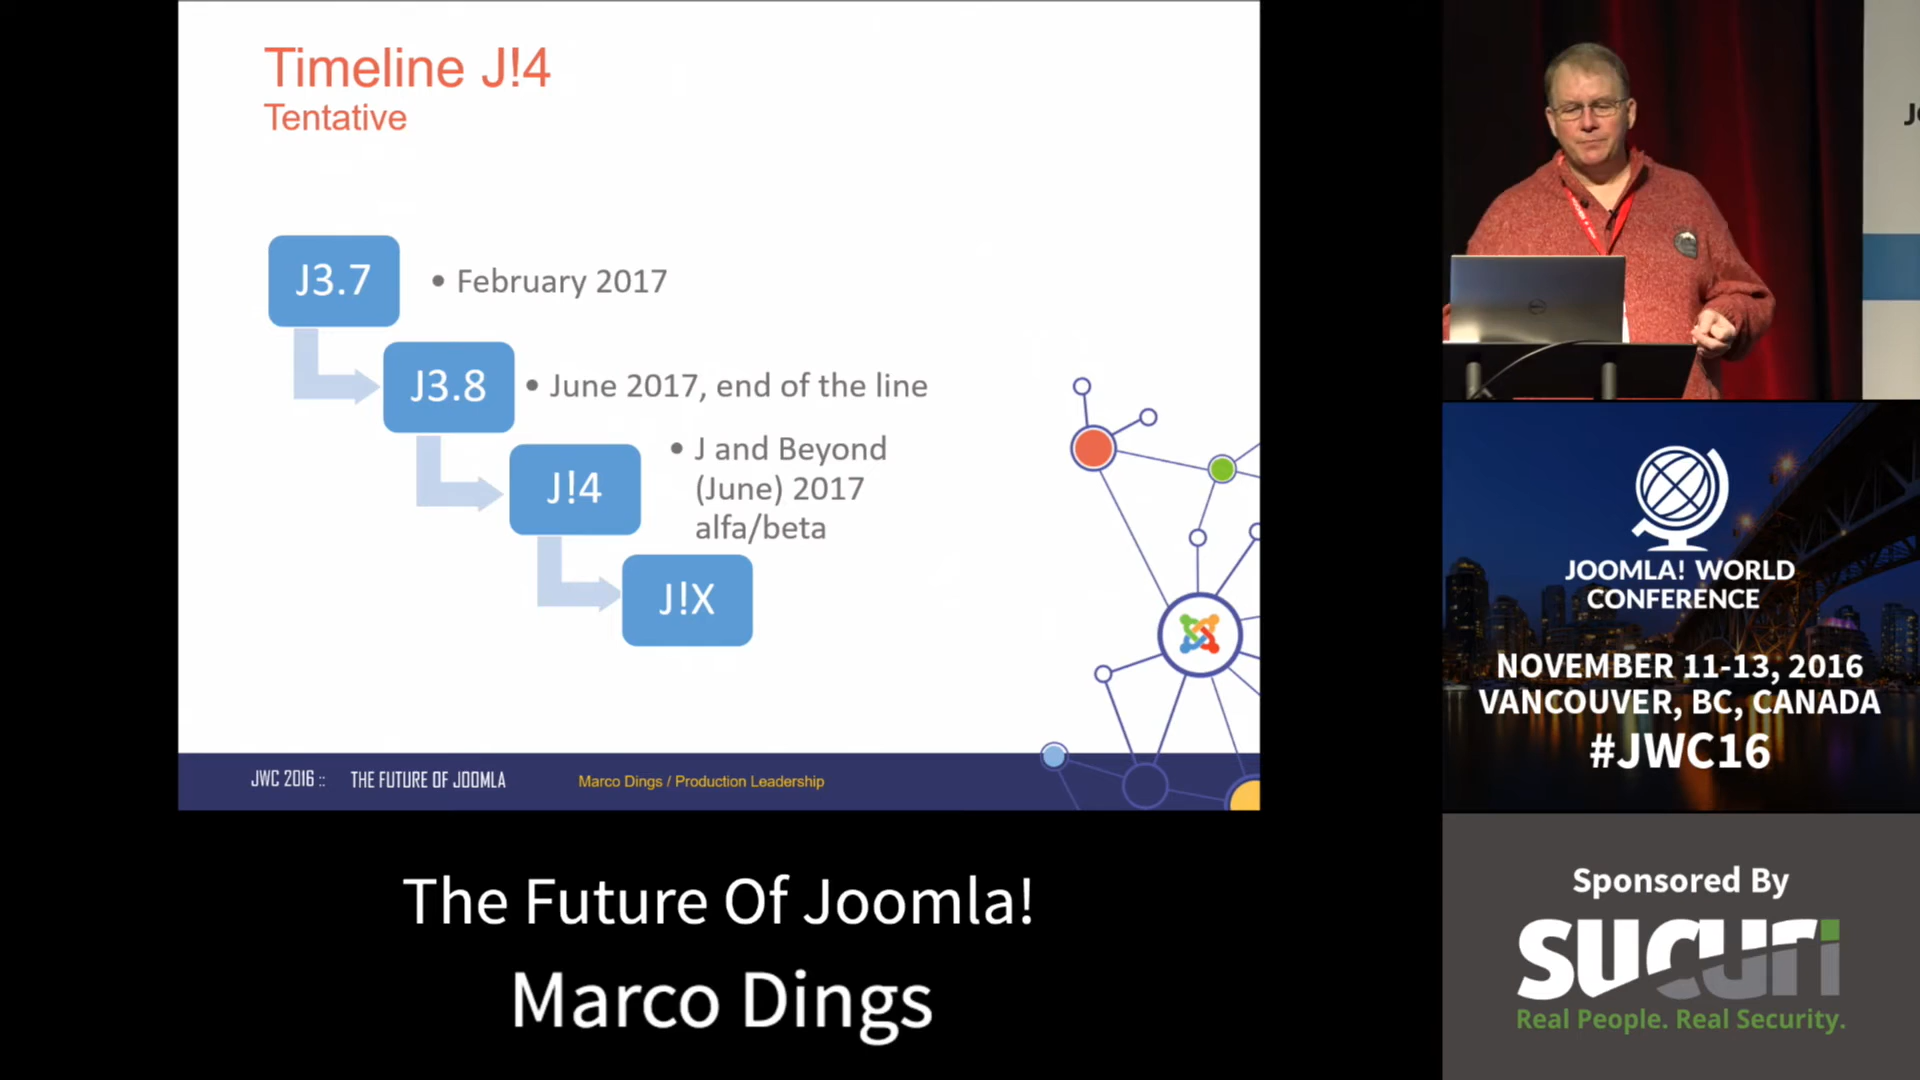 Timeline J!4
Tentative
J3.7
• February 2017
J3.8
• June 2017, end of the line
J!4
• J and Beyond
(June) 2017
alfa/beta
J!X
JWC 2016 :: THE FUTURE OF JOOMLA
Marco Dings / Production Leadership
The Future Of Joomla!
Marco Dings
JOOMLA! WORLD
CONFERENCE
NOVEMBER 11-13, 2016
VANCOUVER, BC, CANADA
#JWC16
Sponsored By
SUCURI
Real People. Real Security.